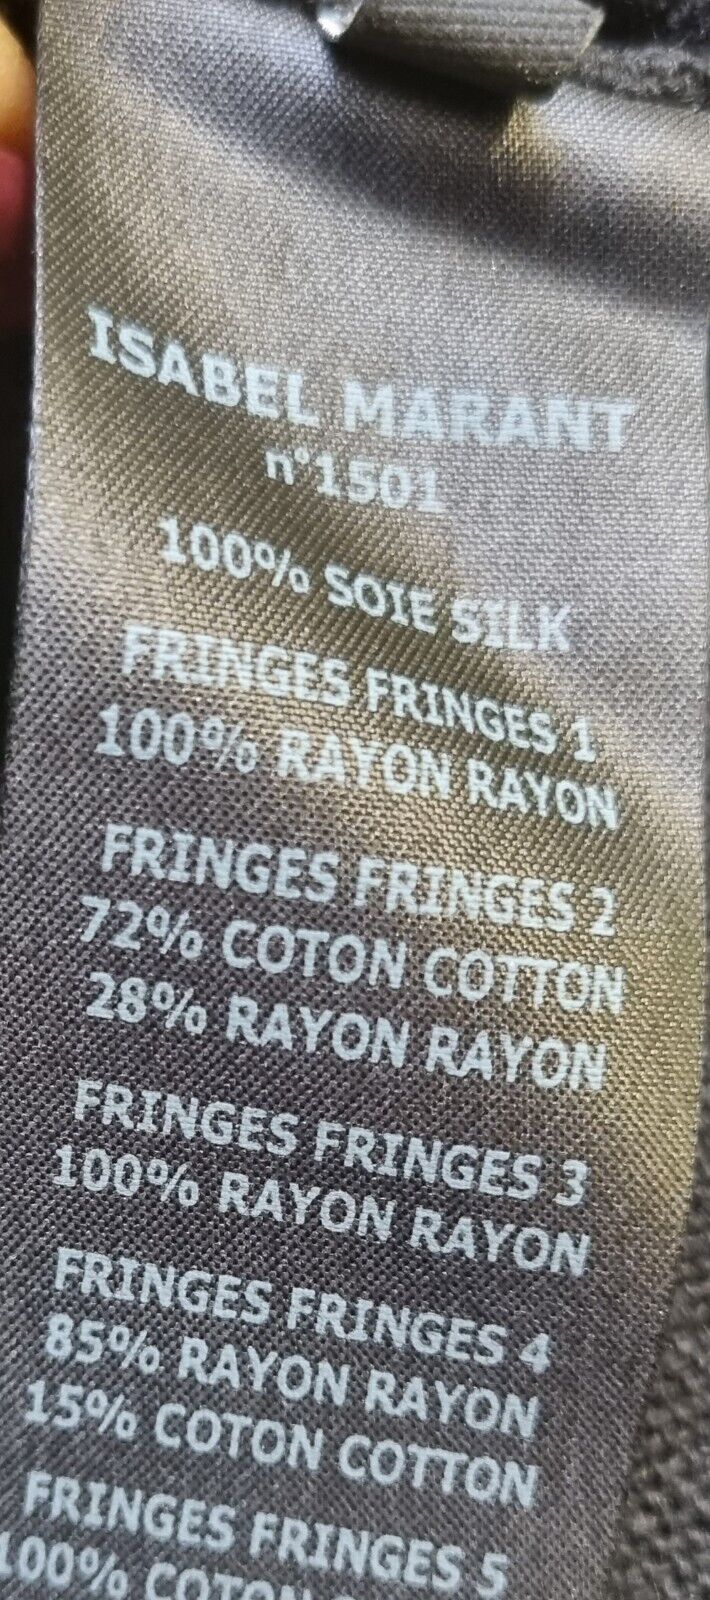 ISABEL MARANT
n°1501
100% SOIE SILK
FRINGES FRINGES 1
100% RAYON RAYON
FRINGES FRINGES 2
72% COTON COTTON
28% RAYON RAYON
FRINGES FRINGES 3
100% RAYON RAYON
FRINGES FRINGES 4
85% RAYON RAYON
15% COTON COTTON
FRINGES FRINGES 5
100% COTON